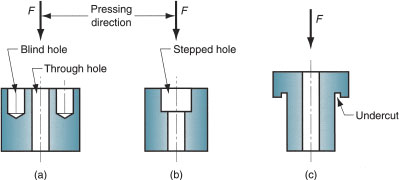 F
Pressing
direction
F
F
Blind hole
Through hole
Stepped hole
Undercut
(a)
(b)
(c)